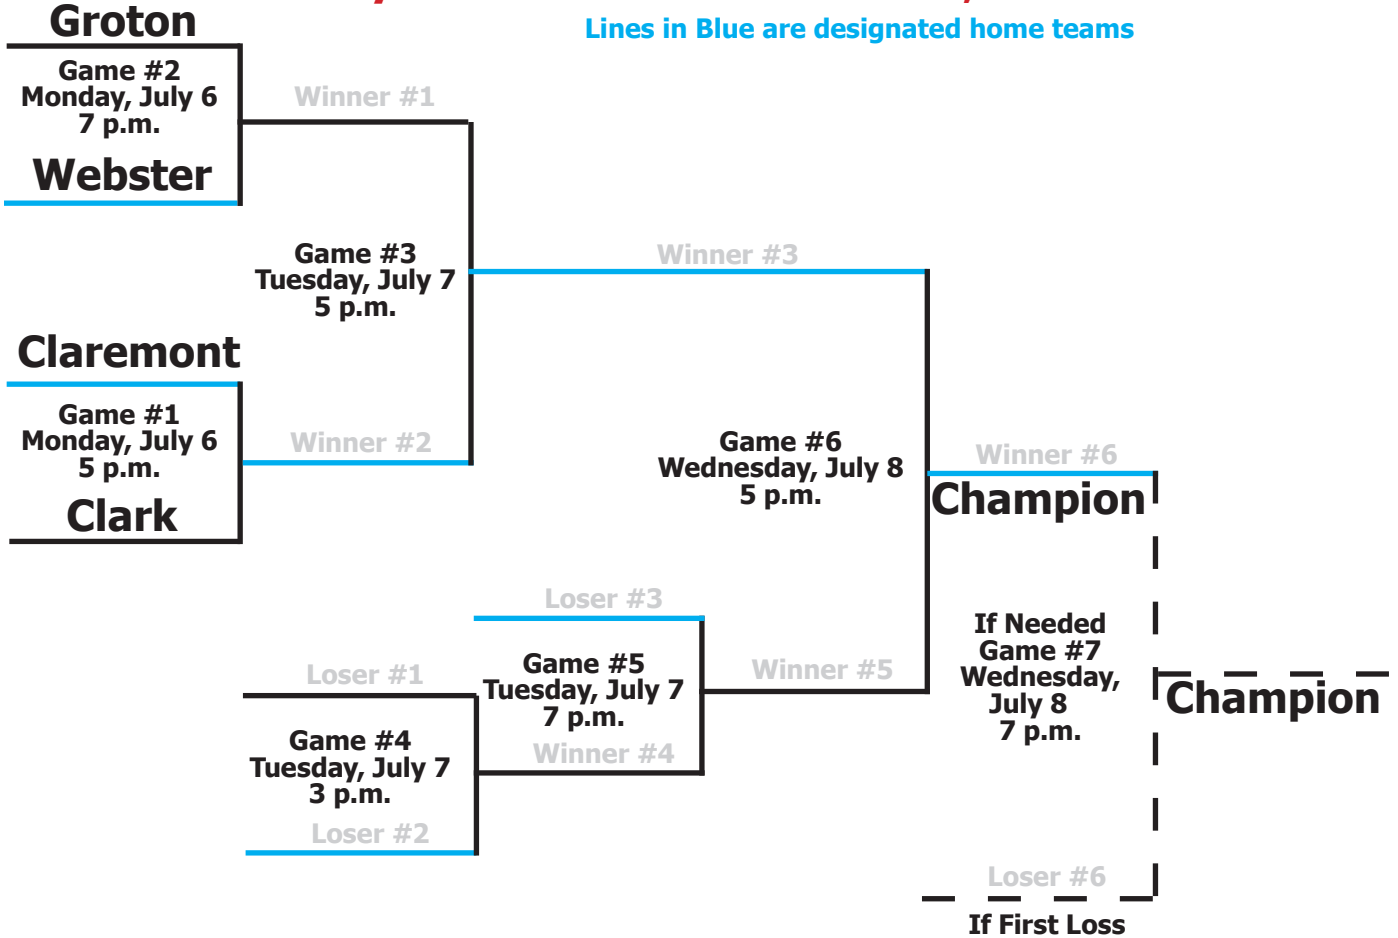 Lines in Blue are designated home teams
Groton
Game #2
Monday, July 6
7 p.m.
Webster
Winner #1
Game #3
Tuesday, July 7
5 p.m.
Claremont
Game #1
Monday, July 6
5 p.m.
Clark
Winner #2
Winner #3
Game #6
Wednesday, July 8
5 p.m.
Winner #6
Champion
Loser #3
Game #5
Tuesday, July 7
7 p.m.
Winner #4
Loser #1
Game #4
Tuesday, July 7
3 p.m.
Loser #2
Winner #5
If Needed
Game #7
Wednesday,
July 8
7 p.m.
Champion
Loser #6
If First Loss